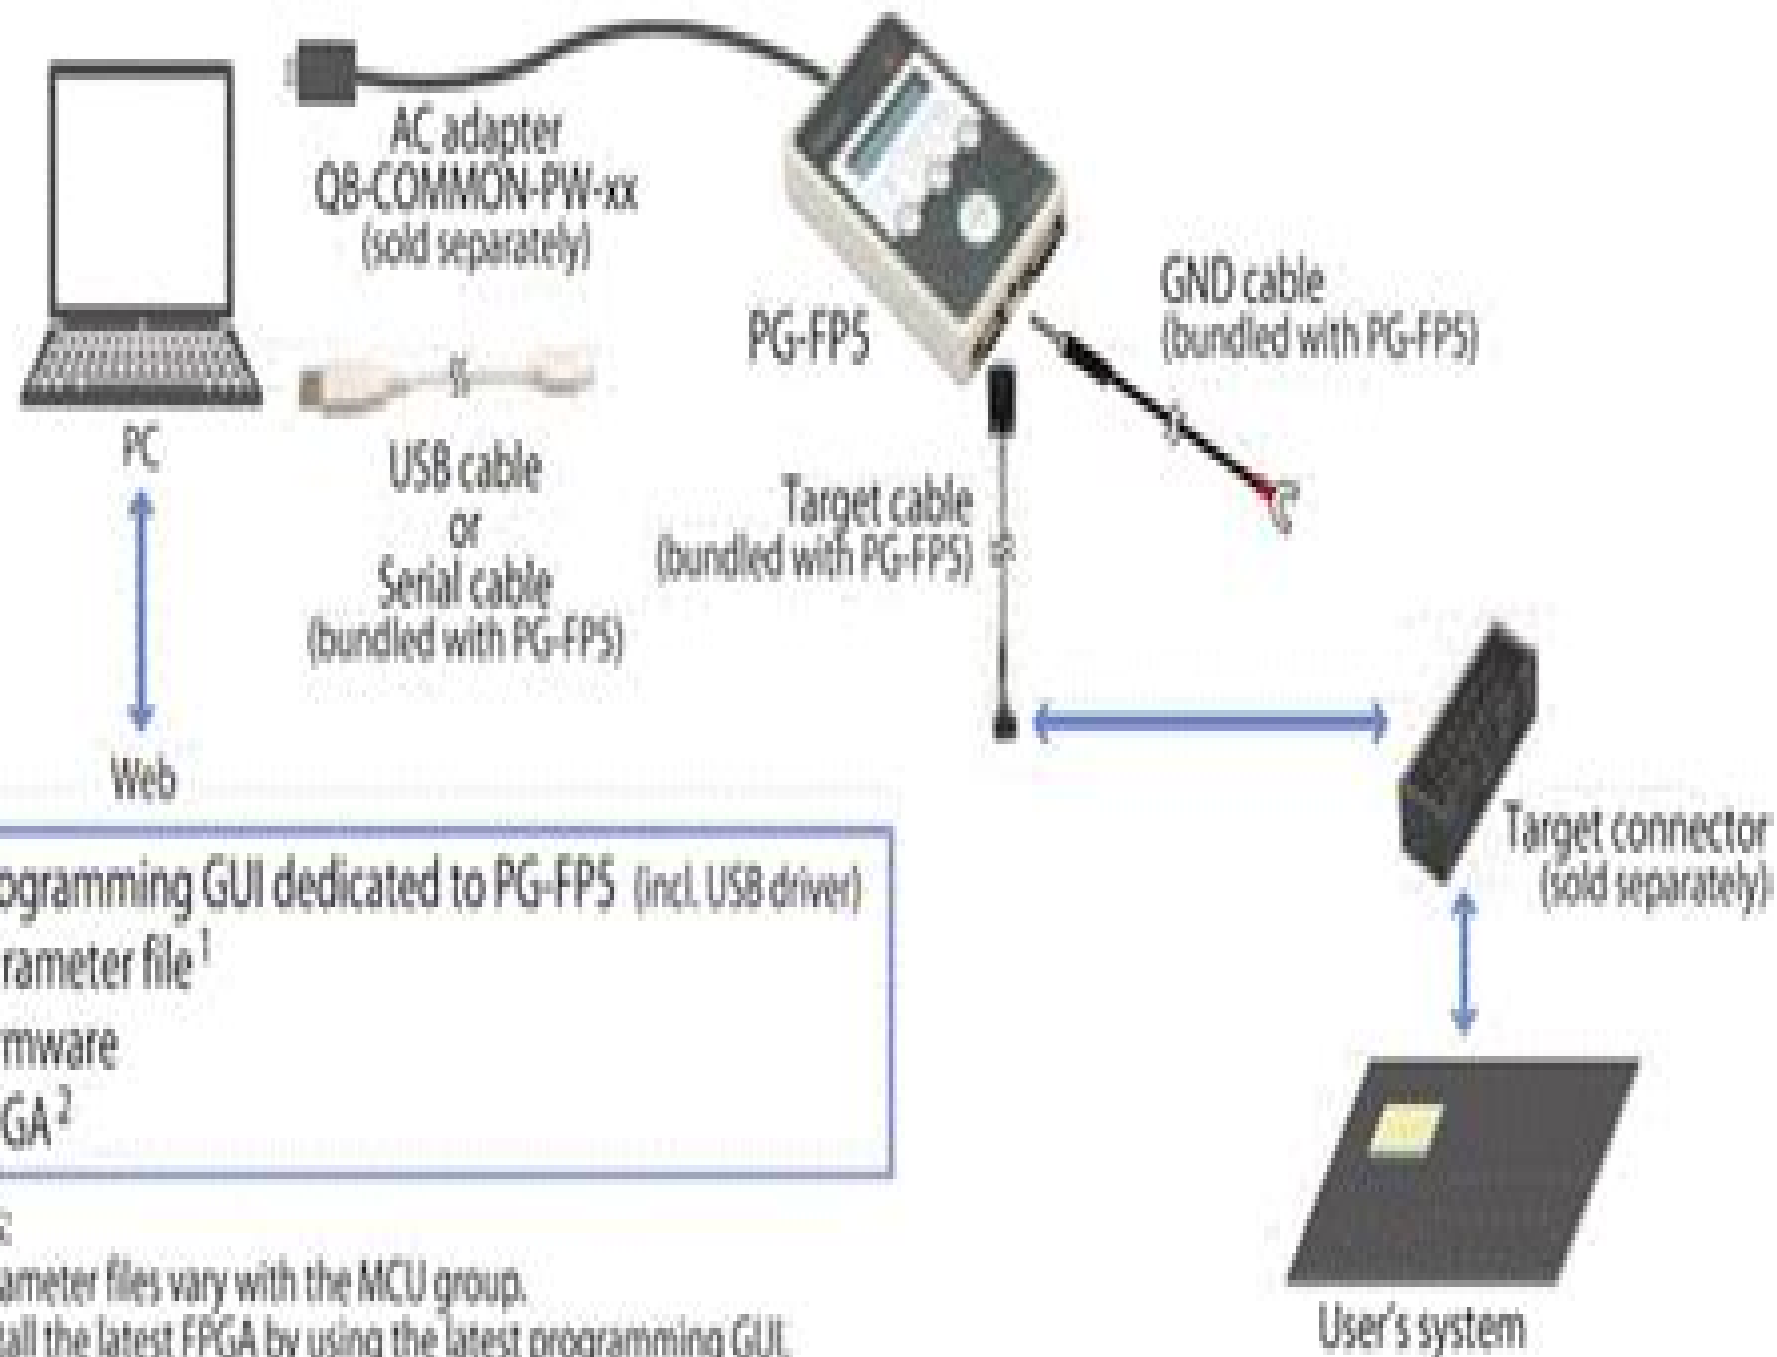 AC adapter
QB-COMMON-PW-xx
(sold separately)
PG-FP5
GND cable
(bundled with PG-FP5)
PC
USB cable
or
Serial cable
(bundled with PG-FP5)
Target cable
(bundled with PG-FP5)
Web
Target connector
(sold separately)
ogramming GUI dedicated to PG-FP5 (incl. USB driver)
rameter file 1
rmware
GA 2
s:
ameter files vary with the MCU group.
tall the latest FPGA by using the latest programming GUI.
User's system